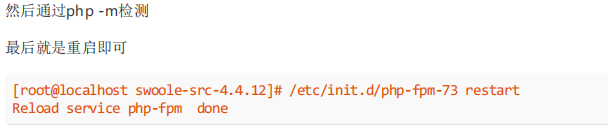 然后通过php -m检测
最后就是重启即可
[root@localhost swoole-src-4.4.12]# /etc/init.d/php-fpm-73 restart
Reload service php-fpm  done